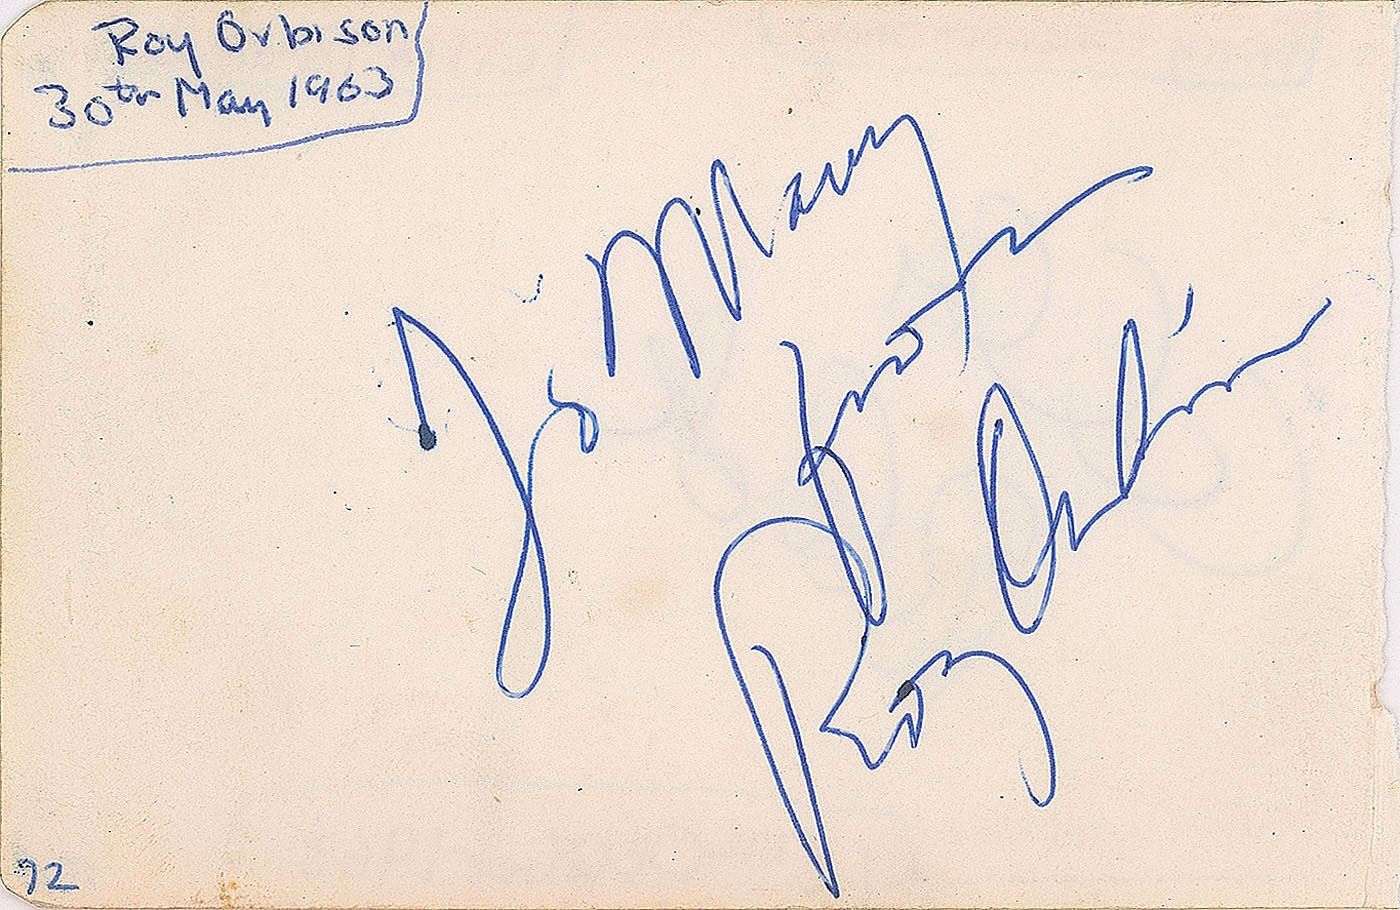 Roy Orbison
30th May 1963
To Mary
Best
Roy Orbison
92